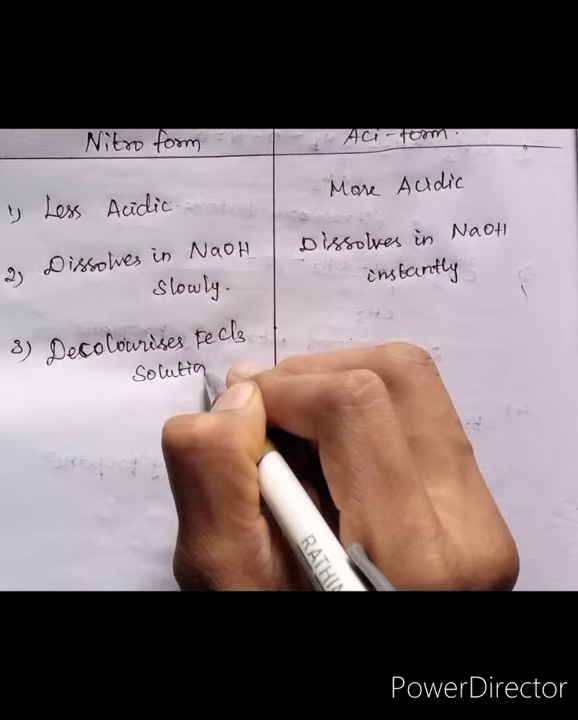 Nitro form
Aci-form.
1) Less Acidic
More Acidic
2) Dissolves in NaOH
slowly.
Dissolves in NaOH
instantly
3) Decolourises FeCl3
Solutio
RATHIN
PowerDirector